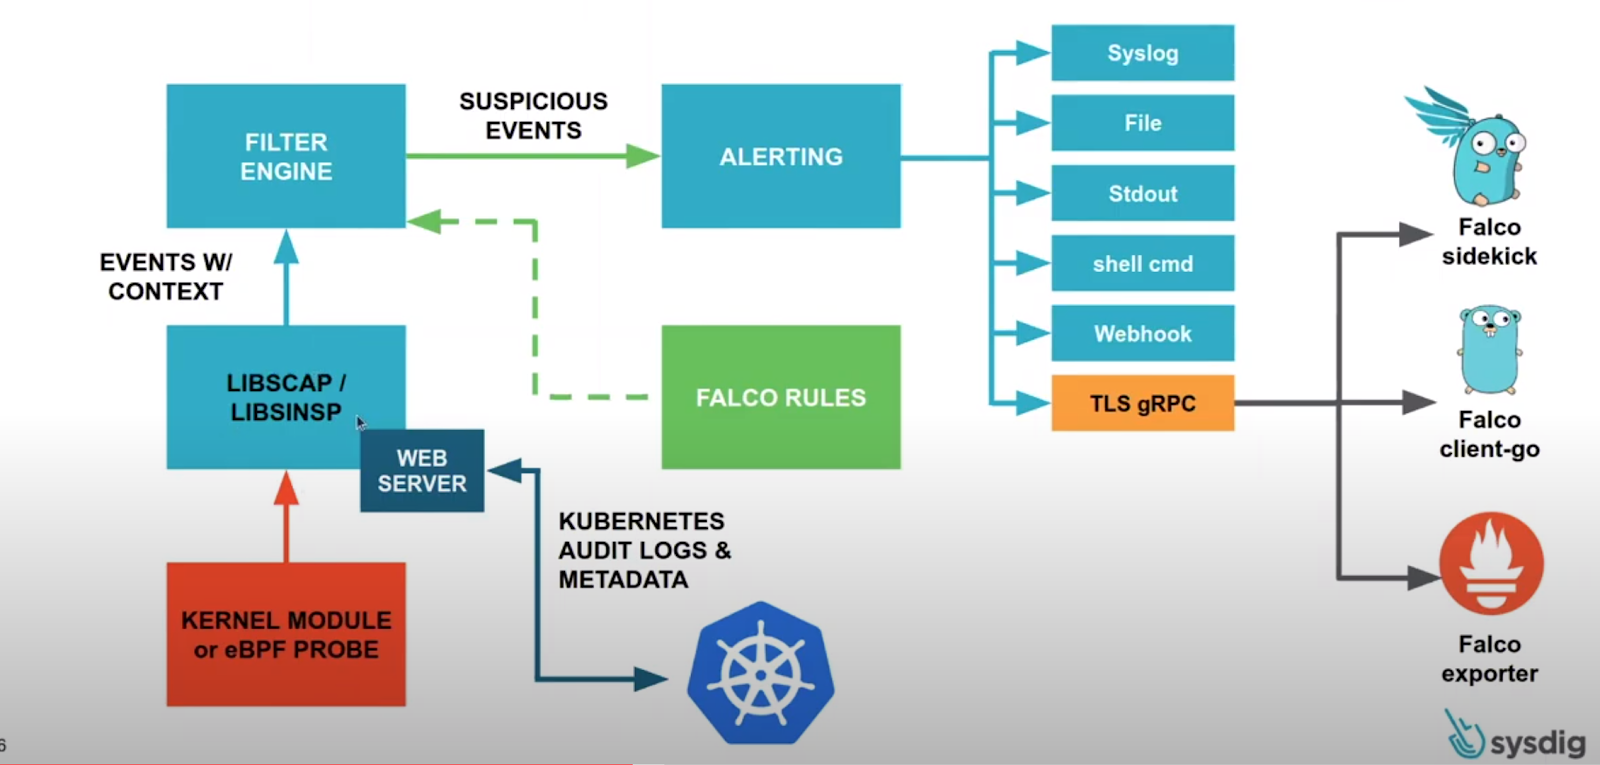 Syslog
File
Stdout
shell cmd
Webhook
TLS gRPC
SUSPICIOUS
EVENTS
FILTER
ENGINE
ALERTING
EVENTS W/
CONTEXT
LIBSCAP /
LIBSINSP
FALCO RULES
WEB
SERVER
KUBERNETES
AUDIT LOGS &
METADATA
KERNEL MODULE
or eBPF PROBE
Falco
sidekick
Falco
client-go
Falco
exporter
sysdig
6